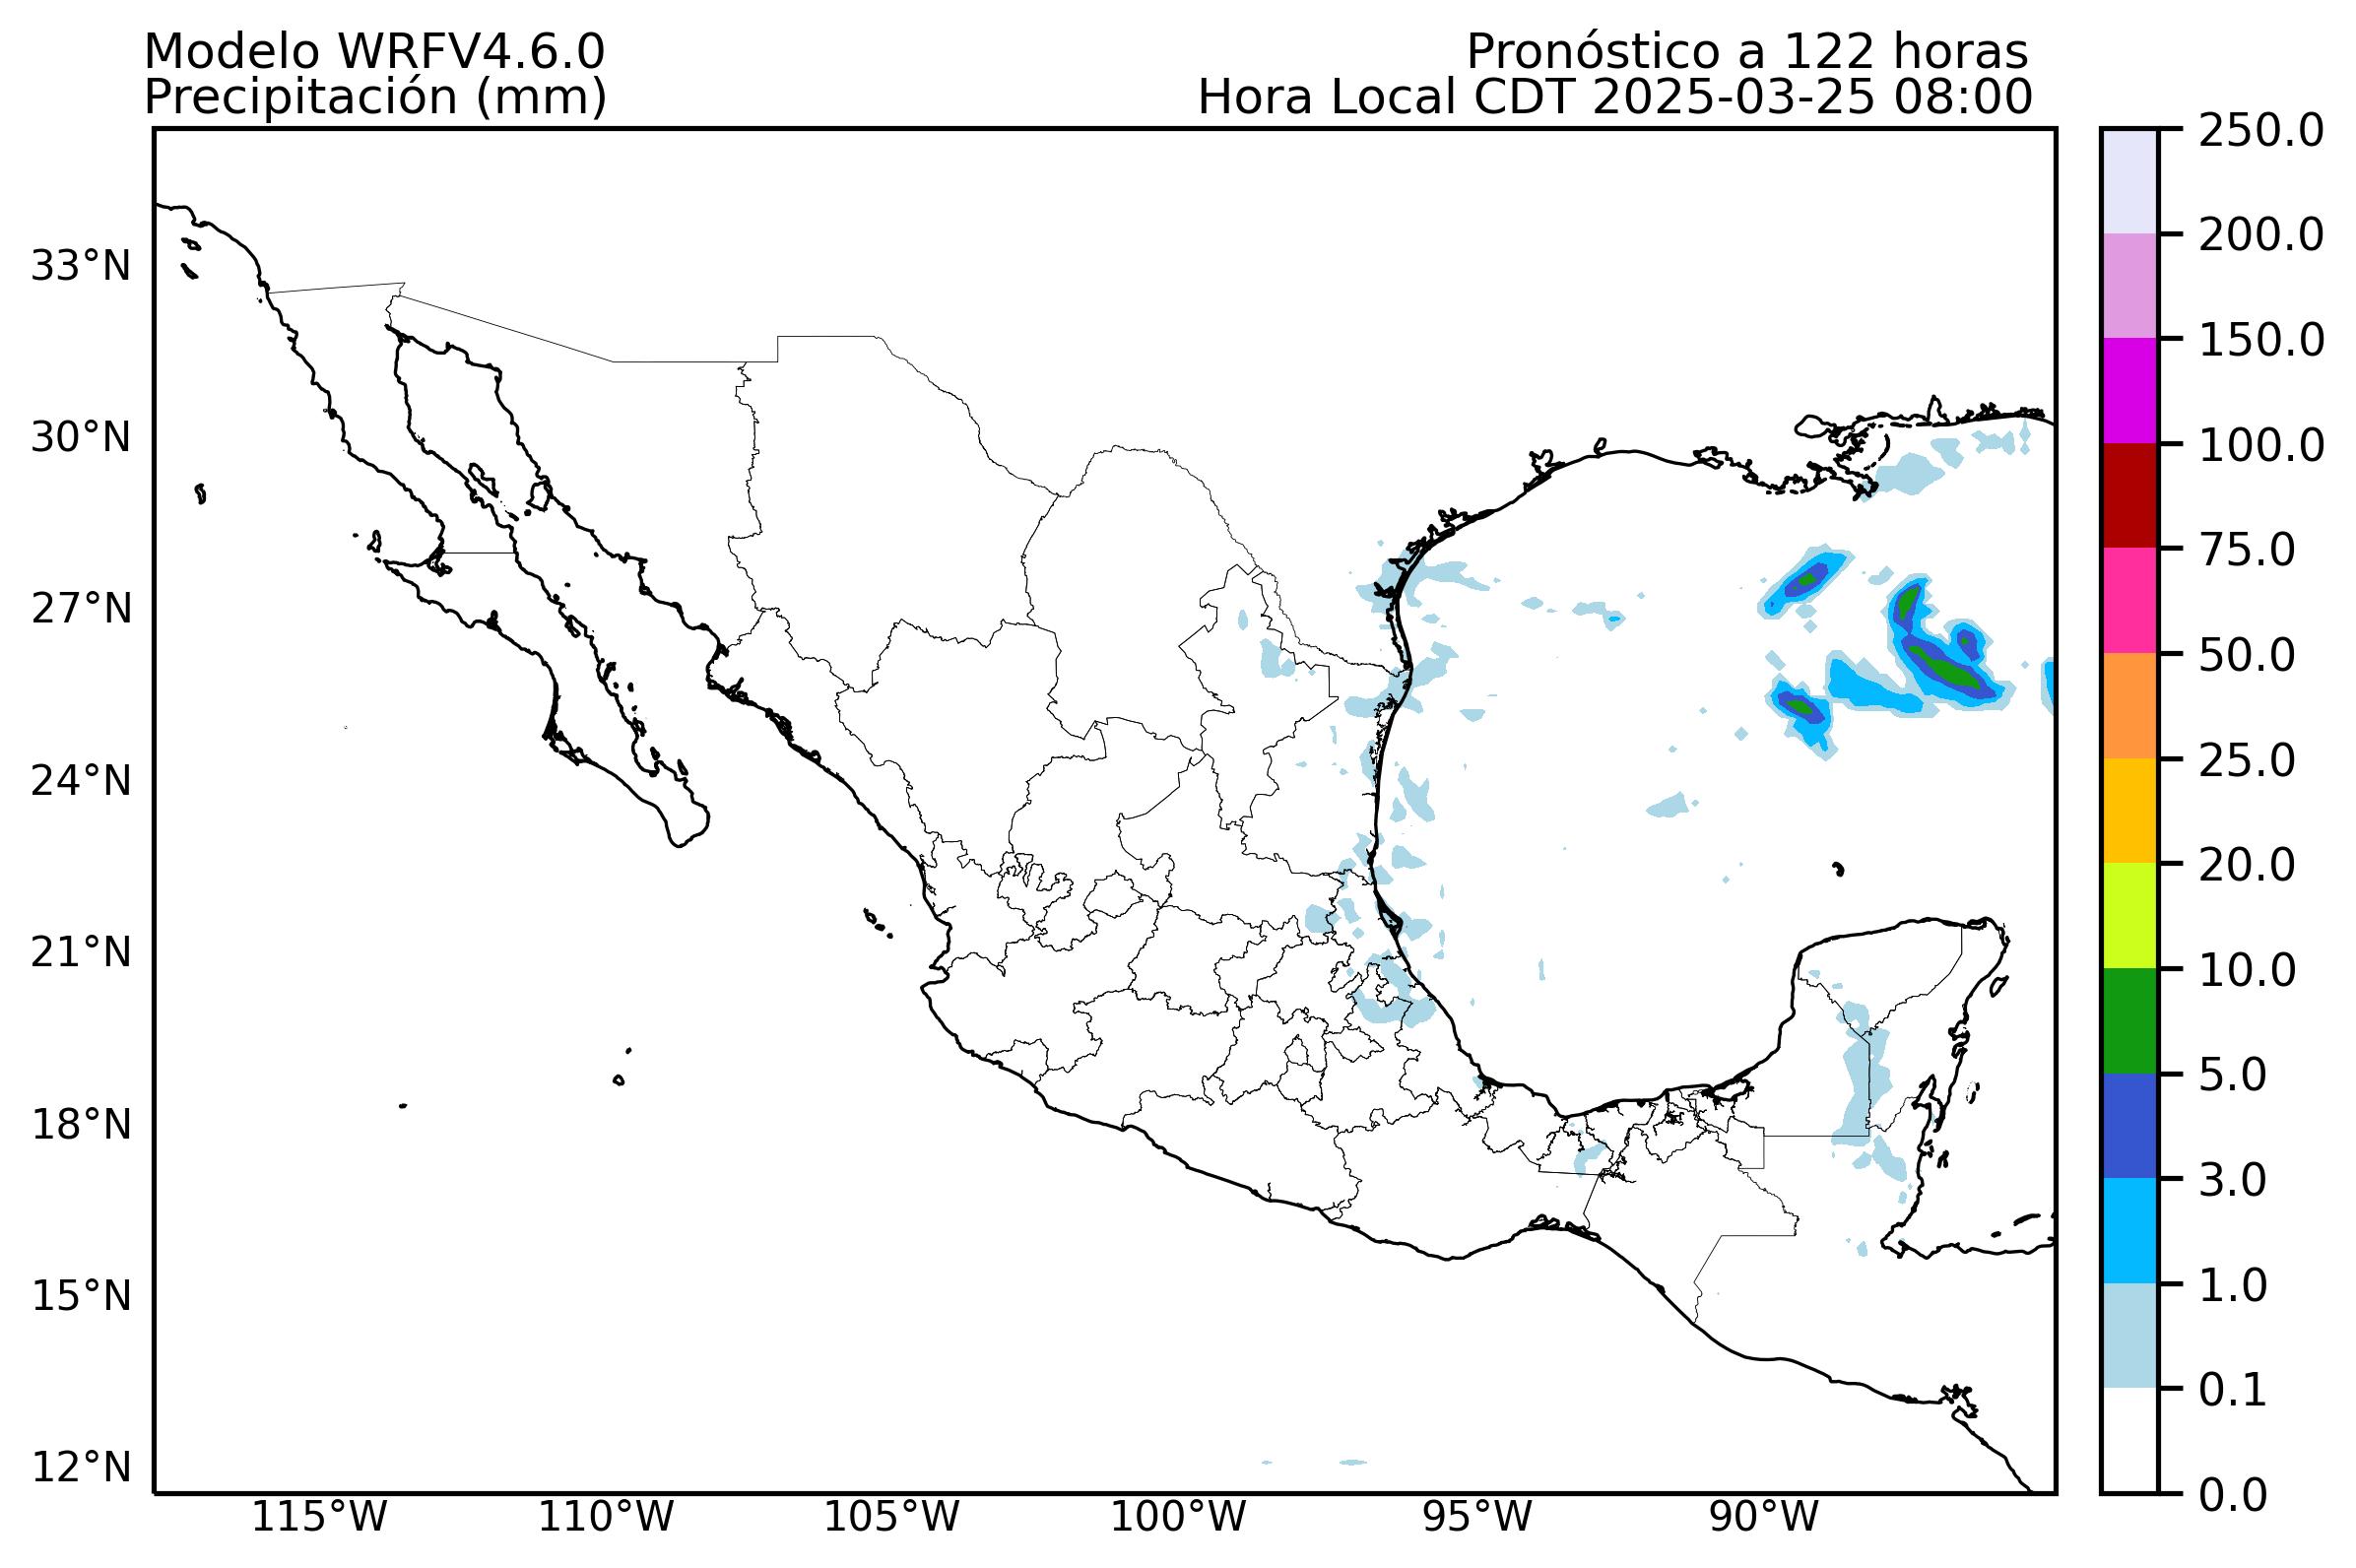 Modelo WRFV4.6.0
Precipitación (mm)
Pronóstico a 122 horas
Hora Local CDT 2025-03-25 08:00
33°N
30°N
27°N
24°N
21°N
18°N
15°N
12°N
115°W
110°W
105°W
100°W
95°W
90°W
250.0
200.0
150.0
100.0
75.0
50.0
25.0
20.0
10.0
5.0
3.0
1.0
0.1
0.0